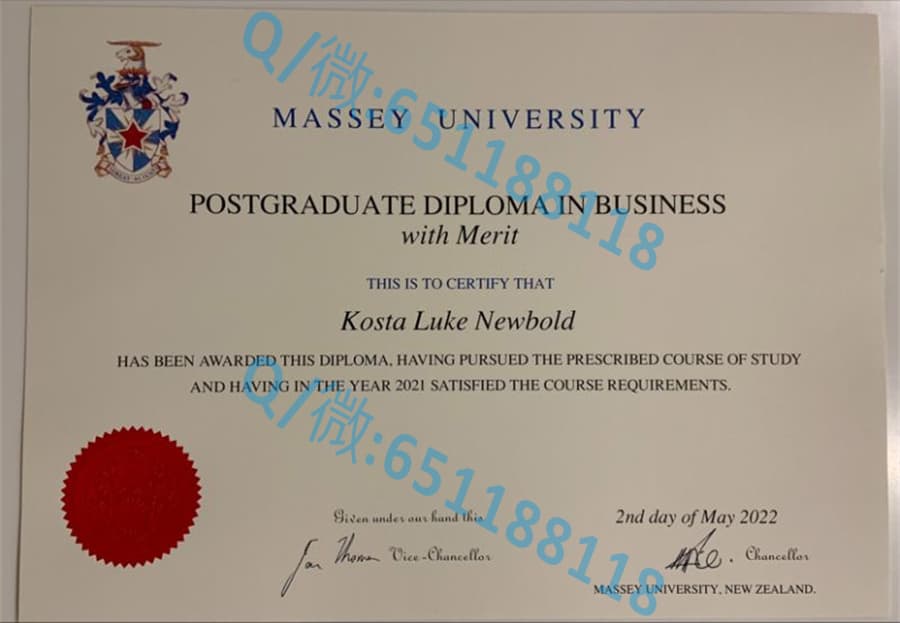 Q/微:651188118
MASSEY UNIVERSITY
POSTGRADUATE DIPLOMA IN BUSINESS
with Merit
THIS IS TO CERTIFY THAT
Kosta Luke Newbold
HAS BEEN AWARDED THIS DIPLOMA, HAVING PURSUED THE PRESCRIBED COURSE OF STUDY
AND HAVING IN THE YEAR 2021 SATISFIED THE COURSE REQUIREMENTS.
Q/微:651188118
Given under our hand this
2nd day of May 2022
Jan Thomas Vice-Chancellor
Chancellor
MASSEY UNIVERSITY, NEW ZEALAND.